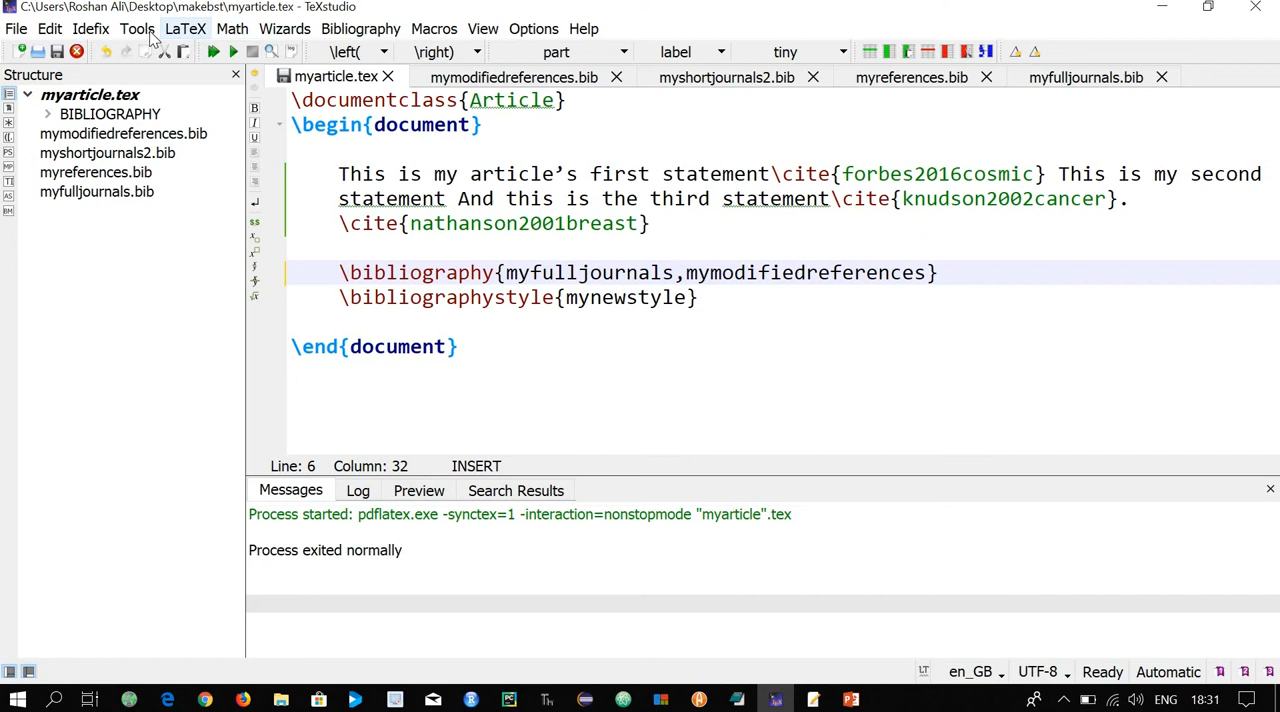 C:\Users\Roshan Ali\Desktop\makebst\myarticle.tex - TeXstudio
File Edit Idefix Tools LaTeX Math Wizards Bibliography Macros View Options Help
\left( \right) part label tiny
Structure
myarticle.tex mymodifiedreferences.bib myshortjournals2.bib myreferences.bib myfulljournals.bib
myarticle.tex
BIBLIOGRAPHY
mymodifiedreferences.bib
myshortjournals2.bib
myreferences.bib
myfulljournals.bib
\documentclass{Article}
\begin{document}
This is my article’s first statement\cite{forbes2016cosmic} This is my second
statement And this is the third statement\cite{knudson2002cancer}.
\cite{nathanson2001breast}
\bibliography{myfulljournals,mymodifiedreferences}
\bibliographystyle{mynewstyle}
\end{document}
Line: 6 Column: 32 INSERT
Messages Log Preview Search Results
Process started: pdflatex.exe -synctex=1 -interaction=nonstopmode "myarticle".tex
Process exited normally
en_GB UTF-8 Ready Automatic
ENG 18:31